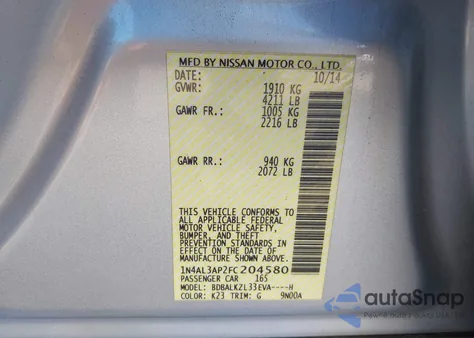 MFD BY NISSAN MOTOR CO., LTD.
DATE: 10/14
GVWR: 1910 KG
4211 LB
GAWR FR.: 1005 KG
2216 LB
GAWR RR.: 940 KG
2072 LB
THIS VEHICLE CONFORMS TO
ALL APPLICABLE FEDERAL
MOTOR VEHICLE SAFETY,
BUMPER, AND THEFT
PREVENTION STANDARDS
IN EFFECT ON THE DATE OF
MANUFACTURE SHOWN ABOVE.
1N4AL3AP2FC204580
PASSENGER CAR 165
MODEL: BDBALKZL33EVA----H
COLOR: K23 TRIM: G 9N00A
autoSnap